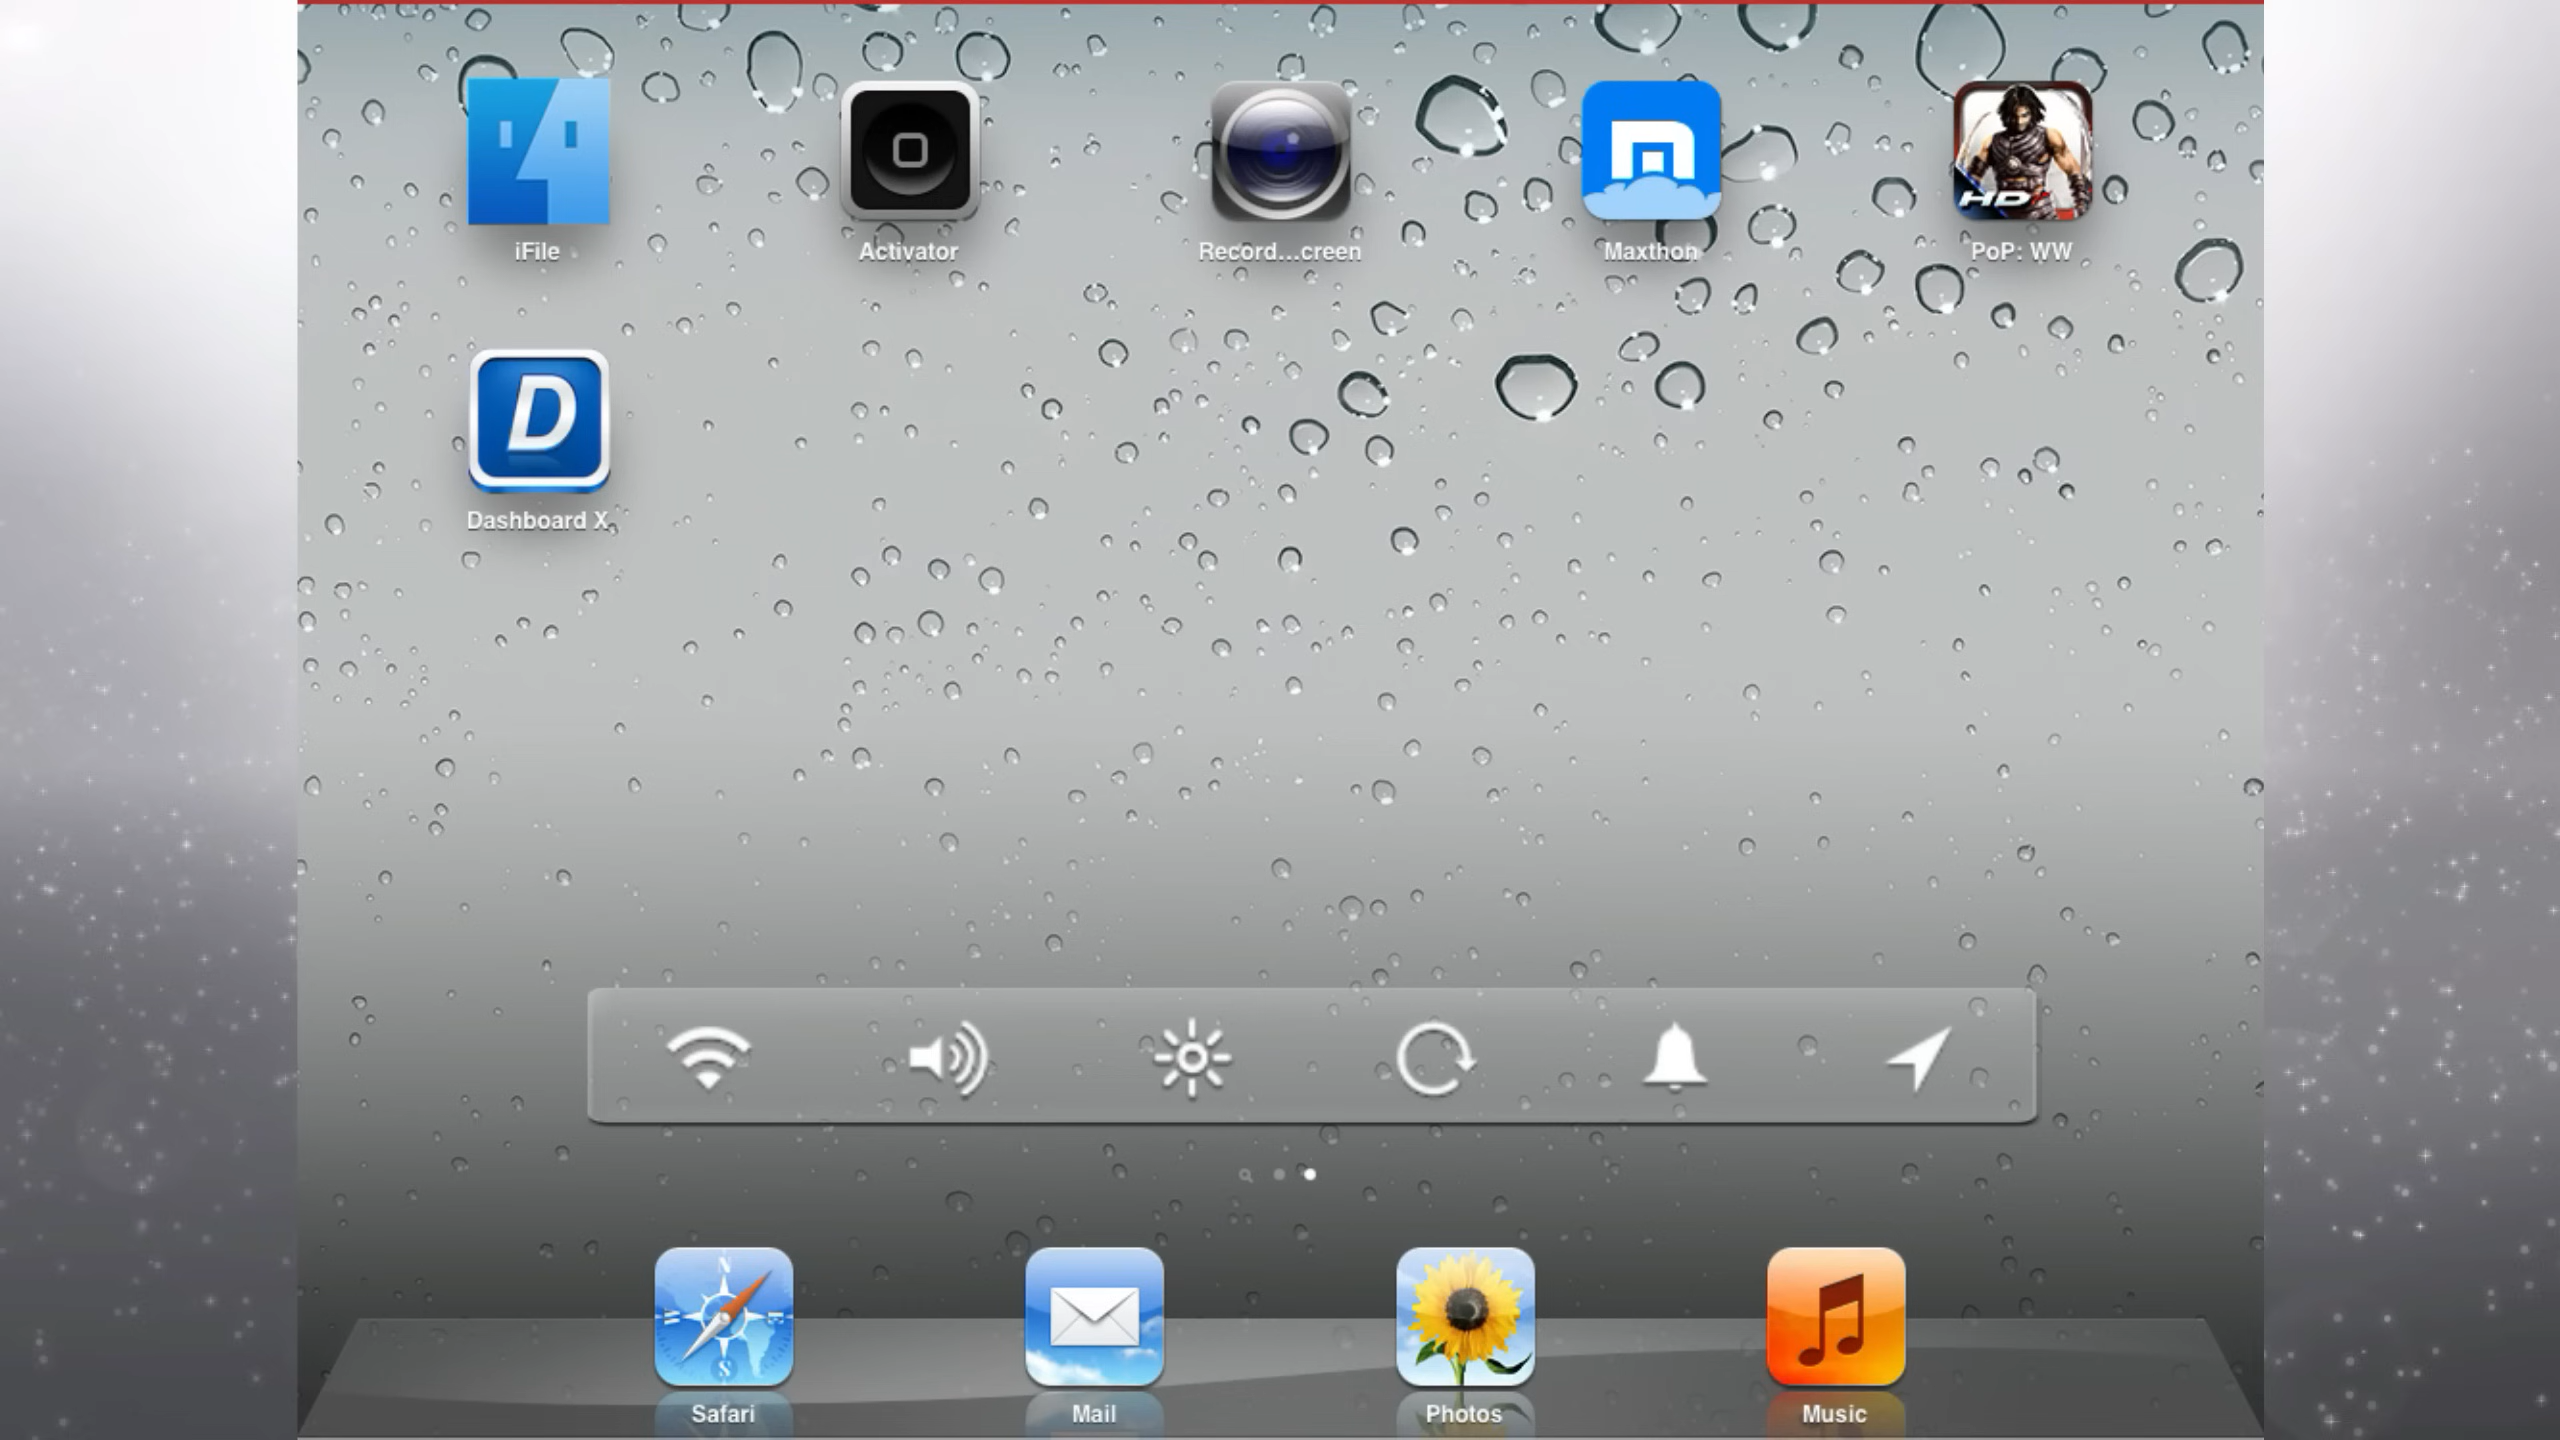 HD
iFile
Activator
Record...creen
Maxthon
PoP: WW
D
Dashboard X
N
S
Safari
Mail
Photos
Music